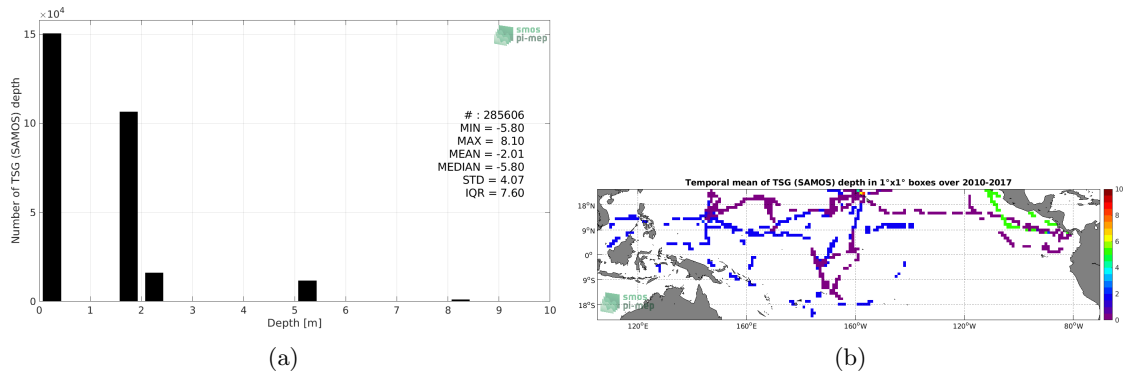 ×10⁴
15
10
5
0
0 1 2 3 4 5 6 7 8 9 10
Number of TSG (SAMOS) depth
Depth [m]
smos
pi-mep
# : 285606
MIN = -5.80
MAX = 8.10
MEAN = -2.01
MEDIAN = -5.80
STD = 4.07
IQR = 7.60
(a)
Temporal mean of TSG (SAMOS) depth in 1°x1° boxes over 2010-2017
18°N
9°N
0°
9°S
18°S
120°E 160°E 160°W 120°W 80°W
10
8
6
4
2
0
smos
pi-mep
(b)